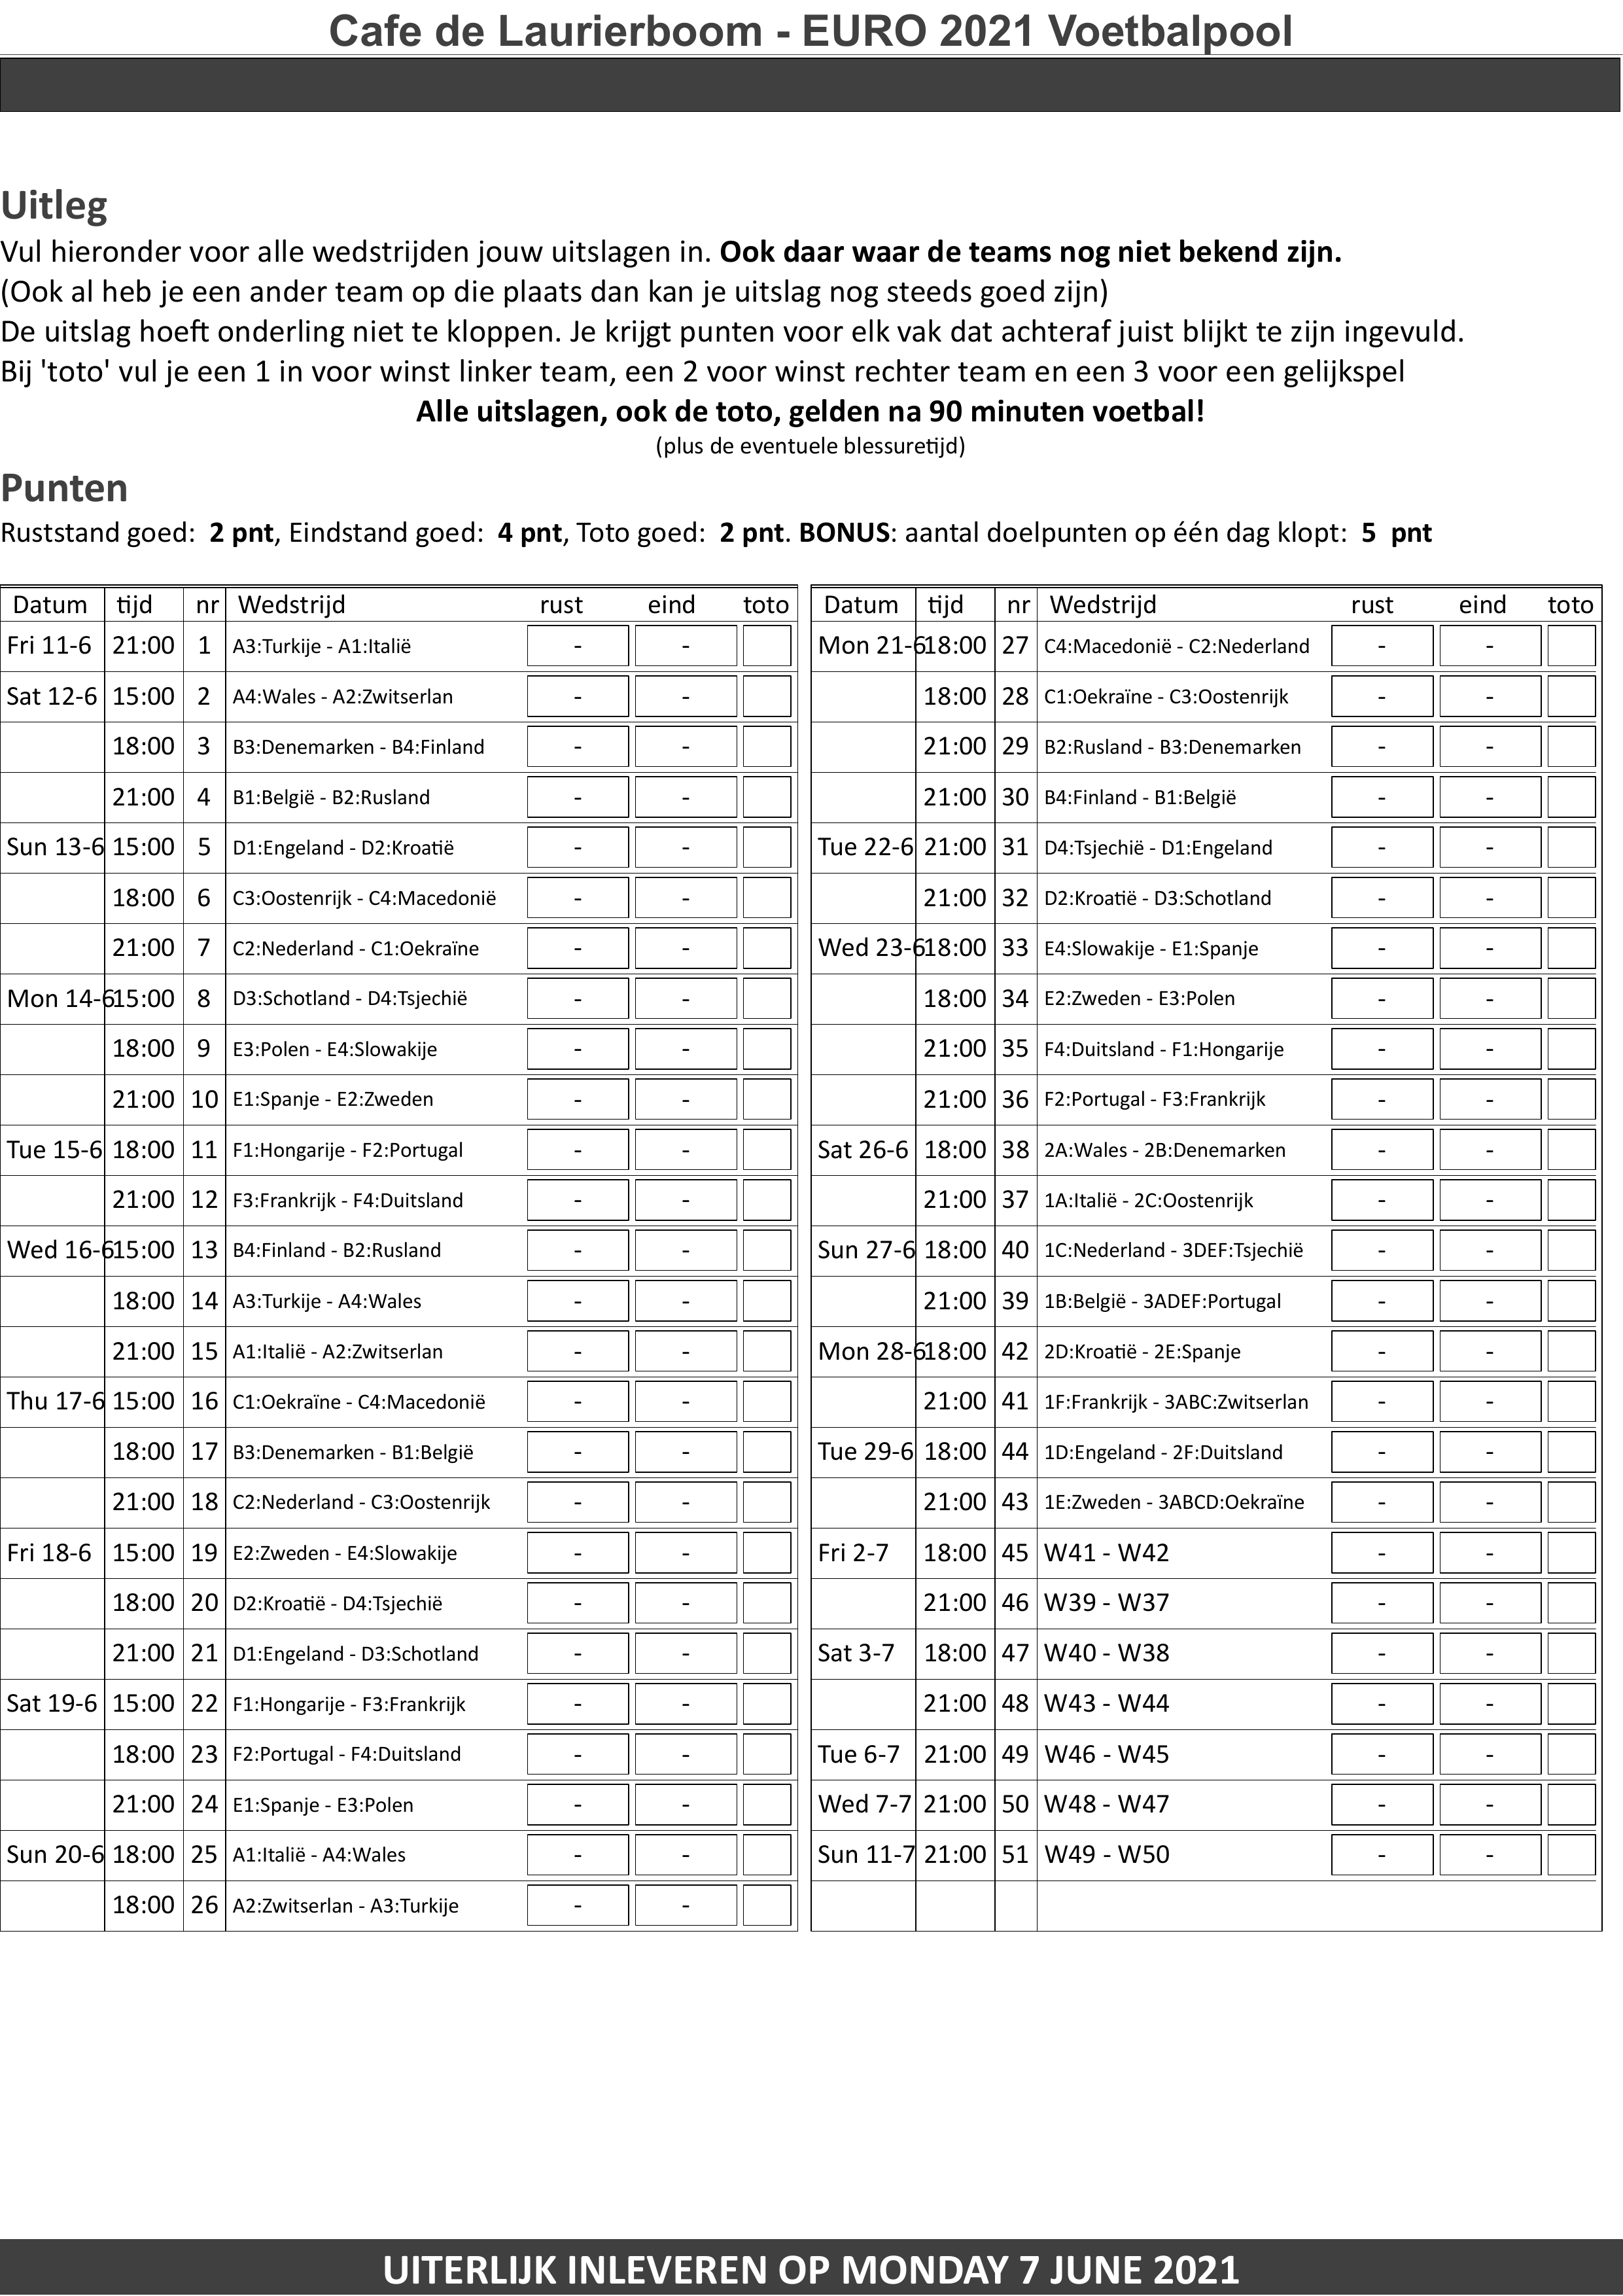 Cafe de Laurierboom - EURO 2021 Voetbalpool
Uitleg
Vul hieronder voor alle wedstrijden jouw uitslagen in. Ook daar waar de teams nog niet bekend zijn.
(Ook al heb je een ander team op die plaats dan kan je uitslag nog steeds goed zijn)
De uitslag hoeft onderling niet te kloppen. Je krijgt punten voor elk vak dat achteraf juist blijkt te zijn ingevuld.
Bij 'toto' vul je een 1 in voor winst linker team, een 2 voor winst rechter team en een 3 voor een gelijkspel
Alle uitslagen, ook de toto, gelden na 90 minuten voetbal!
(plus de eventuele blessuretijd)
Punten
Ruststand goed: 2 pnt, Eindstand goed: 4 pnt, Toto goed: 2 pnt. BONUS: aantal doelpunten op één dag klopt: 5 pnt
Datum tijd nr Wedstrijd rust eind toto
Fri 11-6 21:00 1 A3:Turkije - A1:Italië - -
Sat 12-6 15:00 2 A4:Wales - A2:Zwitserlan - -
18:00 3 B3:Denemarken - B4:Finland - -
21:00 4 B1:België - B2:Rusland - -
Sun 13-6 15:00 5 D1:Engeland - D2:Kroatië - -
18:00 6 C3:Oostenrijk - C4:Macedonië - -
21:00 7 C2:Nederland - C1:Oekraïne - -
Mon 14-6 15:00 8 D3:Schotland - D4:Tsjechië - -
18:00 9 E3:Polen - E4:Slowakije - -
21:00 10 E1:Spanje - E2:Zweden - -
Tue 15-6 18:00 11 F1:Hongarije - F2:Portugal - -
21:00 12 F3:Frankrijk - F4:Duitsland - -
Wed 16-6 15:00 13 B4:Finland - B2:Rusland - -
18:00 14 A3:Turkije - A4:Wales - -
21:00 15 A1:Italië - A2:Zwitserlan - -
Thu 17-6 15:00 16 C1:Oekraïne - C4:Macedonië - -
18:00 17 B3:Denemarken - B1:België - -
21:00 18 C2:Nederland - C3:Oostenrijk - -
Fri 18-6 15:00 19 E2:Zweden - E4:Slowakije - -
18:00 20 D2:Kroatië - D4:Tsjechië - -
21:00 21 D1:Engeland - D3:Schotland - -
Sat 19-6 15:00 22 F1:Hongarije - F3:Frankrijk - -
18:00 23 F2:Portugal - F4:Duitsland - -
21:00 24 E1:Spanje - E3:Polen - -
Sun 20-6 18:00 25 A1:Italië - A4:Wales - -
18:00 26 A2:Zwitserlan - A3:Turkije - -
Datum tijd nr Wedstrijd rust eind toto
Mon 21-6 18:00 27 C4:Macedonië - C2:Nederland - -
18:00 28 C1:Oekraïne - C3:Oostenrijk - -
21:00 29 B2:Rusland - B3:Denemarken - -
21:00 30 B4:Finland - B1:België - -
Tue 22-6 21:00 31 D4:Tsjechië - D1:Engeland - -
21:00 32 D2:Kroatië - D3:Schotland - -
Wed 23-6 18:00 33 E4:Slowakije - E1:Spanje - -
18:00 34 E2:Zweden - E3:Polen - -
21:00 35 F4:Duitsland - F1:Hongarije - -
21:00 36 F2:Portugal - F3:Frankrijk - -
Sat 26-6 18:00 38 2A:Wales - 2B:Denemarken - -
21:00 37 1A:Italië - 2C:Oostenrijk - -
Sun 27-6 18:00 40 1C:Nederland - 3DEF:Tsjechië - -
21:00 39 1B:België - 3ADEF:Portugal - -
Mon 28-6 18:00 42 2D:Kroatië - 2E:Spanje - -
21:00 41 1F:Frankrijk - 3ABC:Zwitserlan - -
Tue 29-6 18:00 44 1D:Engeland - 2F:Duitsland - -
21:00 43 1E:Zweden - 3ABCD:Oekraïne - -
Fri 2-7 18:00 45 W41 - W42 - -
21:00 46 W39 - W37 - -
Sat 3-7 18:00 47 W40 - W38 - -
21:00 48 W43 - W44 - -
Tue 6-7 21:00 49 W46 - W45 - -
Wed 7-7 21:00 50 W48 - W47 - -
Sun 11-7 21:00 51 W49 - W50 - -
UITERLIJK INLEVEREN OP MONDAY 7 JUNE 2021